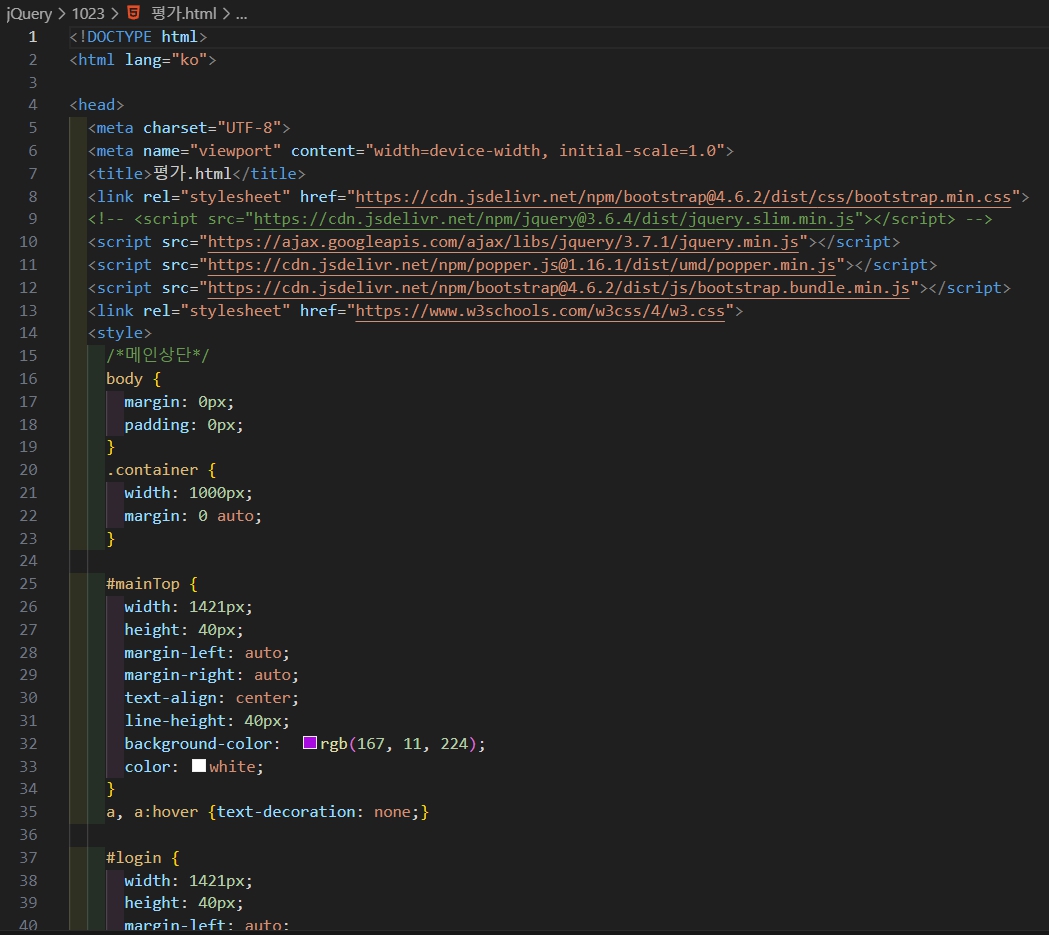 jQuery > 1023 > 평가.html > ...
1 <!DOCTYPE html>
2 <html lang="ko">
3
4 <head>
5 <meta charset="UTF-8">
6 <meta name="viewport" content="width=device-width, initial-scale=1.0">
7 <title>평가.html</title>
8 <link rel="stylesheet" href="https://cdn.jsdelivr.net/npm/bootstrap@4.6.2/dist/css/bootstrap.min.css">
9 <!-- <script src="https://cdn.jsdelivr.net/npm/jquery@3.6.4/dist/jquery.slim.min.js"></script> -->
10 <script src="https://ajax.googleapis.com/ajax/libs/jquery/3.7.1/jquery.min.js"></script>
11 <script src="https://cdn.jsdelivr.net/npm/popper.js@1.16.1/dist/umd/popper.min.js"></script>
12 <script src="https://cdn.jsdelivr.net/npm/bootstrap@4.6.2/dist/js/bootstrap.bundle.min.js"></script>
13 <link rel="stylesheet" href="https://www.w3schools.com/w3css/4/w3.css">
14 <style>
15 /*메인상단*/
16 body {
17 margin: 0px;
18 padding: 0px;
19 }
20 .container {
21 width: 1000px;
22 margin: 0 auto;
23 }
24
25 #mainTop {
26 width: 1421px;
27 height: 40px;
28 margin-left: auto;
29 margin-right: auto;
30 text-align: center;
31 line-height: 40px;
32 background-color: rgb(167, 11, 224);
33 color: white;
34 }
35 a, a:hover {text-decoration: none;}
36
37 #login {
38 width: 1421px;
39 height: 40px;
40 margin-left: auto;